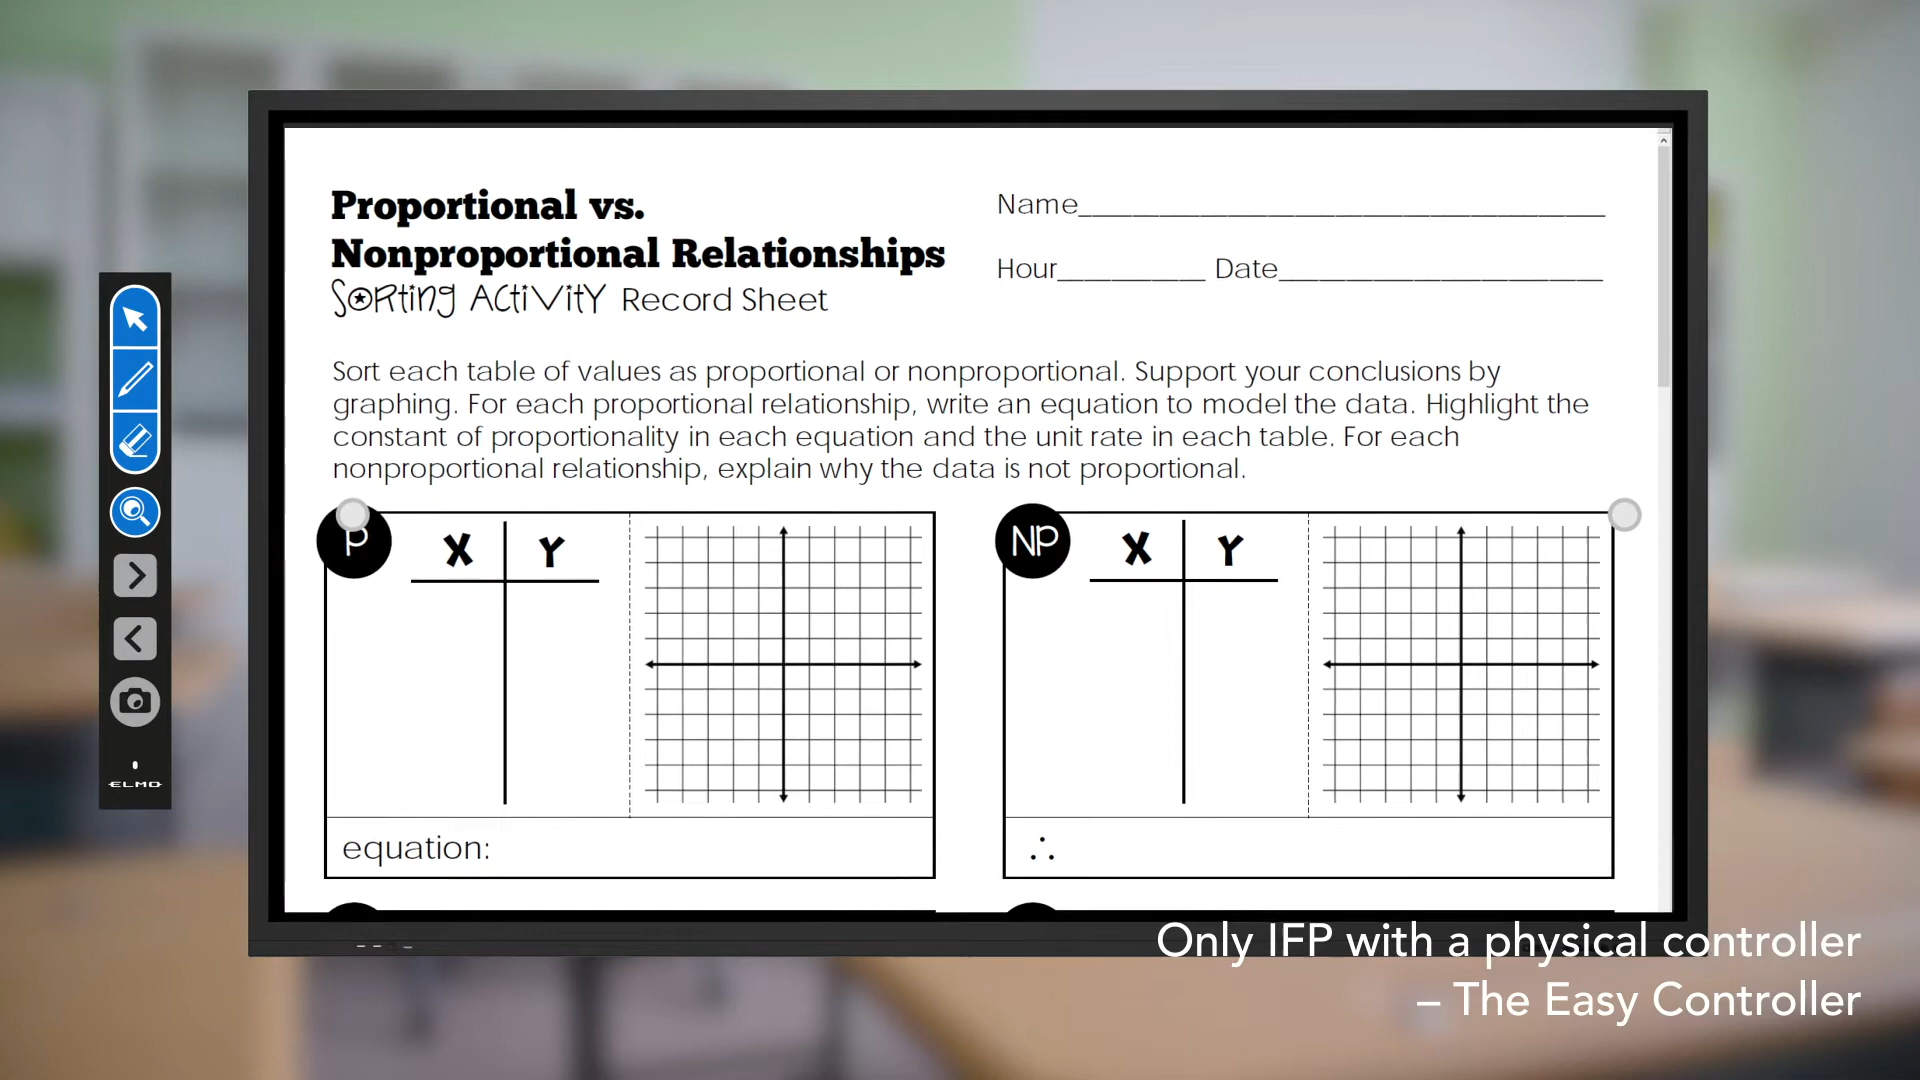 Proportional vs.
Nonproportional Relationships
Sorting Activity Record Sheet
Name______________________________
Hour__________ Date____________________
Sort each table of values as proportional or nonproportional. Support your conclusions by
graphing. For each proportional relationship, write an equation to model the data. Highlight the
constant of proportionality in each equation and the unit rate in each table. For each
nonproportional relationship, explain why the data is not proportional.
P
X Y
equation:
NP
X Y
∴
ELMO
Only IFP with a physical controller
– The Easy Controller